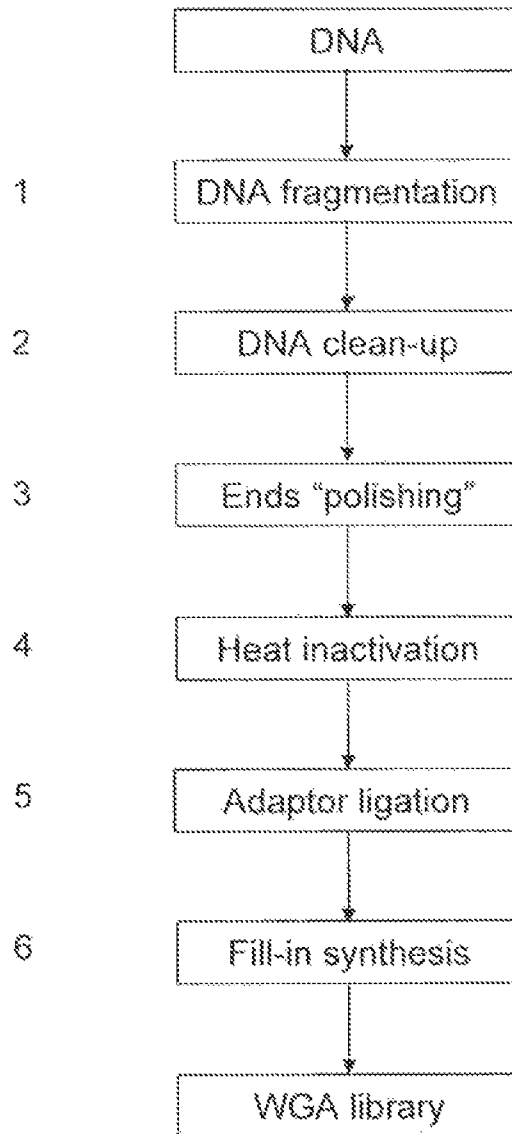 DNA
1 DNA fragmentation
2 DNA clean-up
3 Ends “polishing”
4 Heat inactivation
5 Adaptor ligation
6 Fill-in synthesis
WGA library